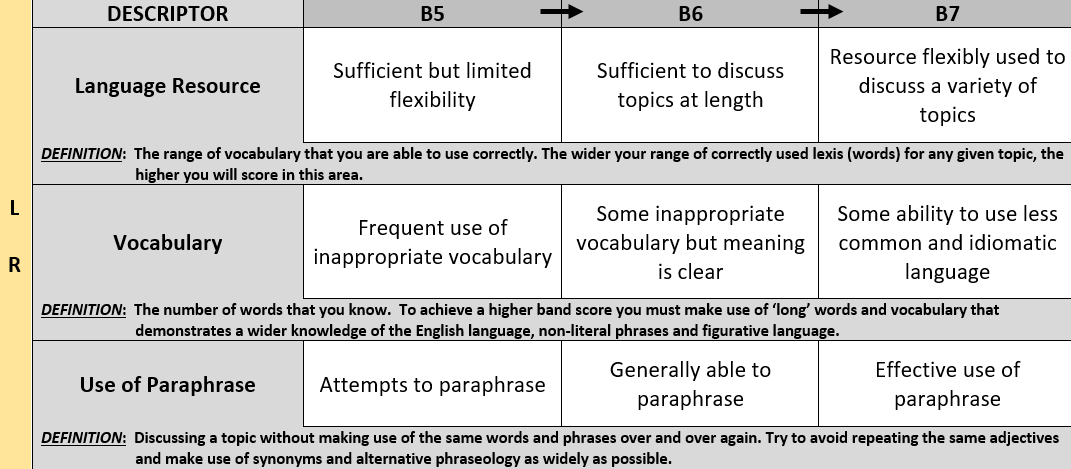 DESCRIPTOR B5 B6 B7
Language Resource
Sufficient but limited
flexibility
Sufficient to discuss
topics at length
Resource flexibly used to
discuss a variety of
topics
DEFINITION: The range of vocabulary that you are able to use correctly. The wider your range of correctly used lexis (words) for any given topic, the
higher you will score in this area.
L
R
Vocabulary
Frequent use of
inappropriate vocabulary
Some inappropriate
vocabulary but meaning
is clear
Some ability to use less
common and idiomatic
language
DEFINITION: The number of words that you know. To achieve a higher band score you must make use of ‘long’ words and vocabulary that
demonstrates a wider knowledge of the English language, non-literal phrases and figurative language.
Use of Paraphrase
Attempts to paraphrase
Generally able to
paraphrase
Effective use of
paraphrase
DEFINITION: Discussing a topic without making use of the same words and phrases over and over again. Try to avoid repeating the same adjectives
and make use of synonyms and alternative phraseology as widely as possible.